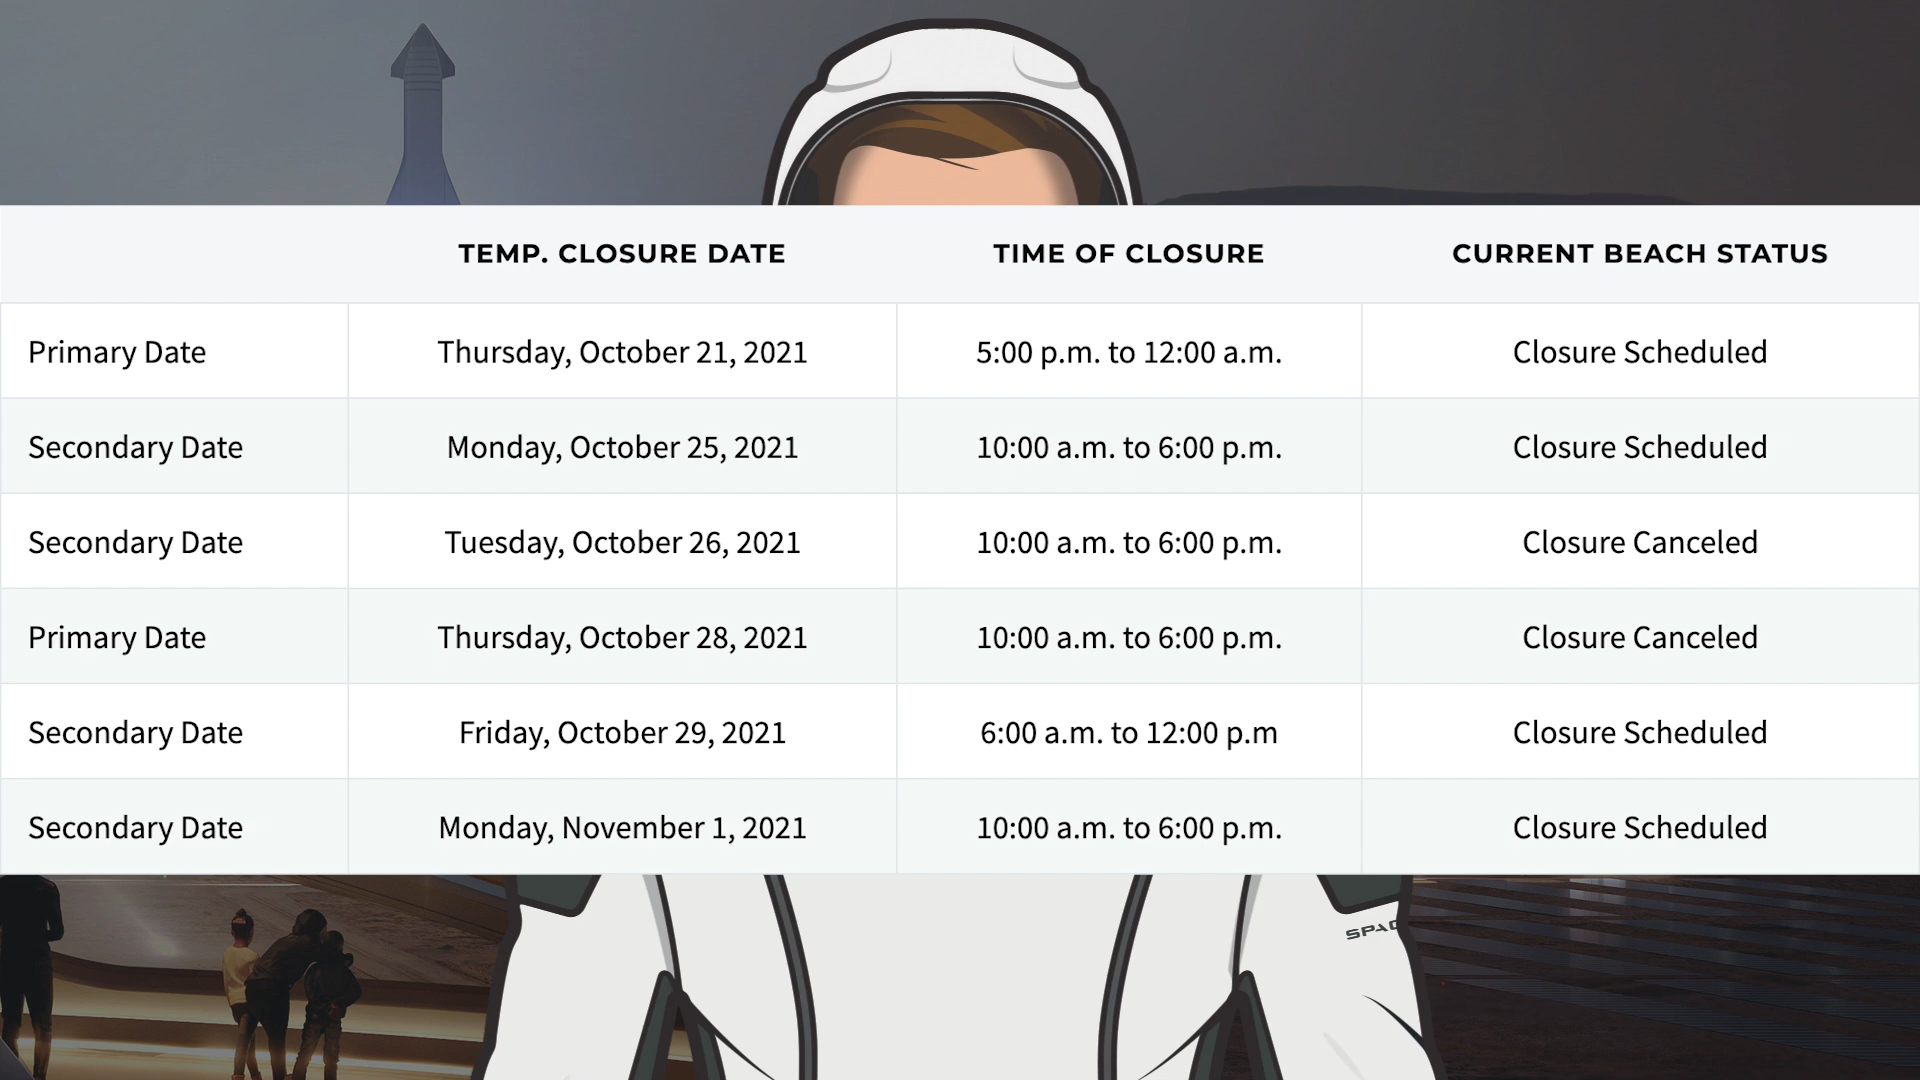 TEMP. CLOSURE DATE TIME OF CLOSURE CURRENT BEACH STATUS
Primary Date Thursday, October 21, 2021 5:00 p.m. to 12:00 a.m. Closure Scheduled
Secondary Date Monday, October 25, 2021 10:00 a.m. to 6:00 p.m. Closure Scheduled
Secondary Date Tuesday, October 26, 2021 10:00 a.m. to 6:00 p.m. Closure Canceled
Primary Date Thursday, October 28, 2021 10:00 a.m. to 6:00 p.m. Closure Canceled
Secondary Date Friday, October 29, 2021 6:00 a.m. to 12:00 p.m Closure Scheduled
Secondary Date Monday, November 1, 2021 10:00 a.m. to 6:00 p.m. Closure Scheduled
SPAC